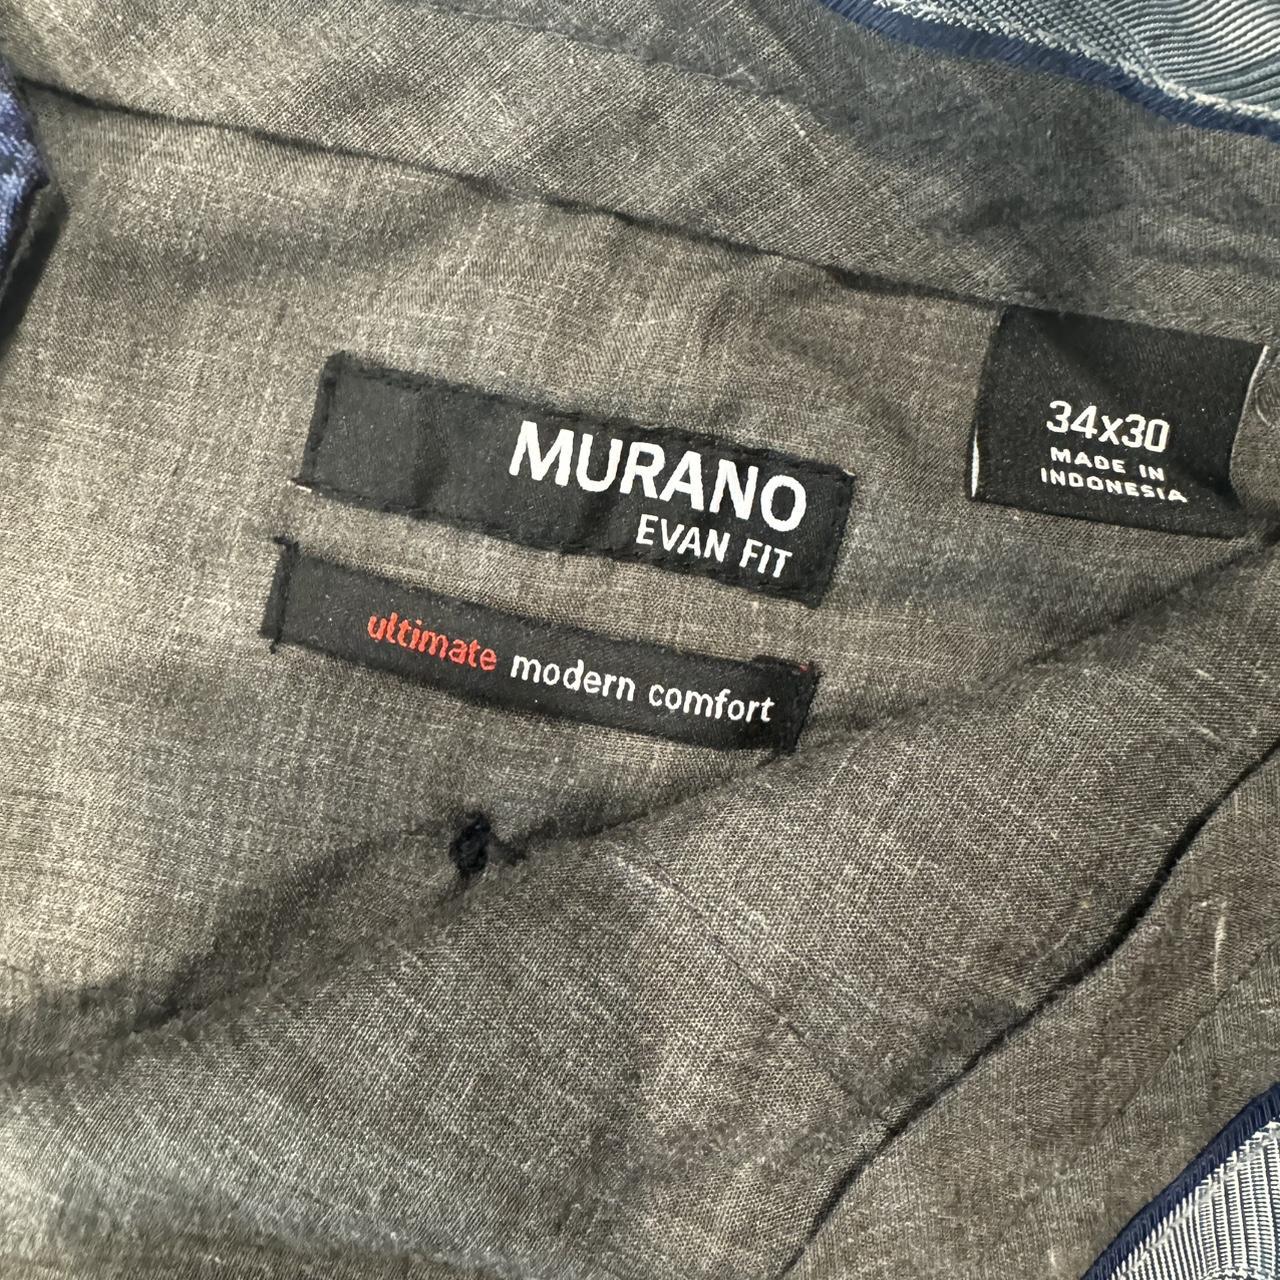 MURANO
EVAN FIT
ultimate modern comfort
34x30
MADE IN
INDONESIA